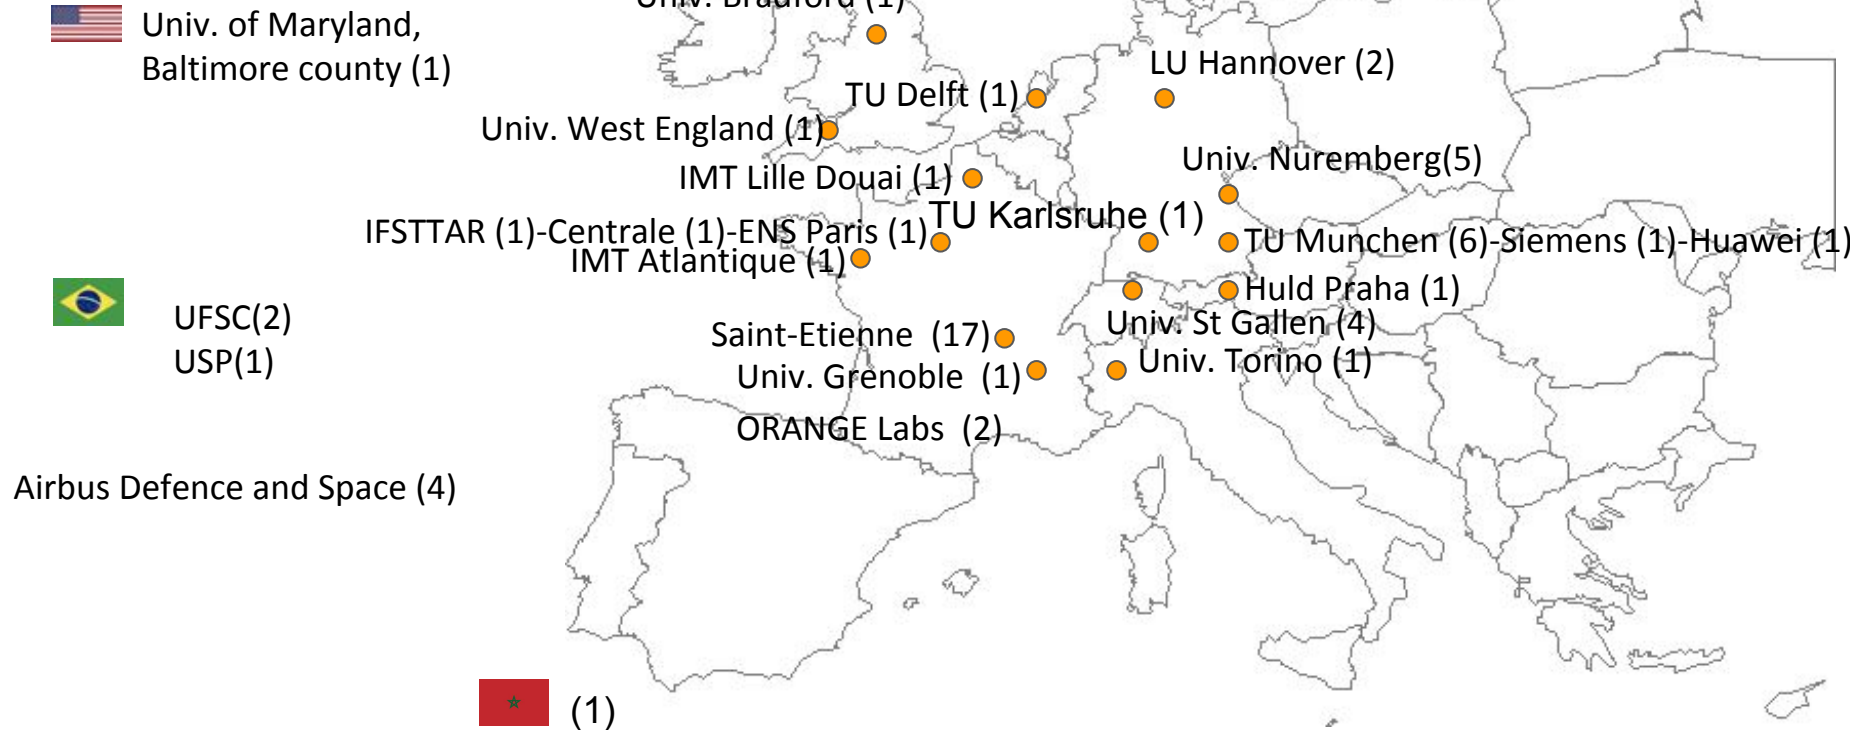 Univ. Bradford (1)
Univ. of Maryland,
Baltimore county (1)
LU Hannover (2)
TU Delft (1)
Univ. West England (1)
Univ. Nuremberg(5)
IMT Lille Douai (1)
TU Karlsruhe (1)
IFSTTAR (1)-Centrale (1)-ENS Paris (1)
TU Munchen (6)-Siemens (1)-Huawei (1)
IMT Atlantique (1)
Huld Praha (1)
UFSC(2)
USP(1)
Univ. St Gallen (4)
Saint-Etienne (17)
Univ. Torino (1)
Univ. Grenoble (1)
ORANGE Labs (2)
Airbus Defence and Space (4)
(1)